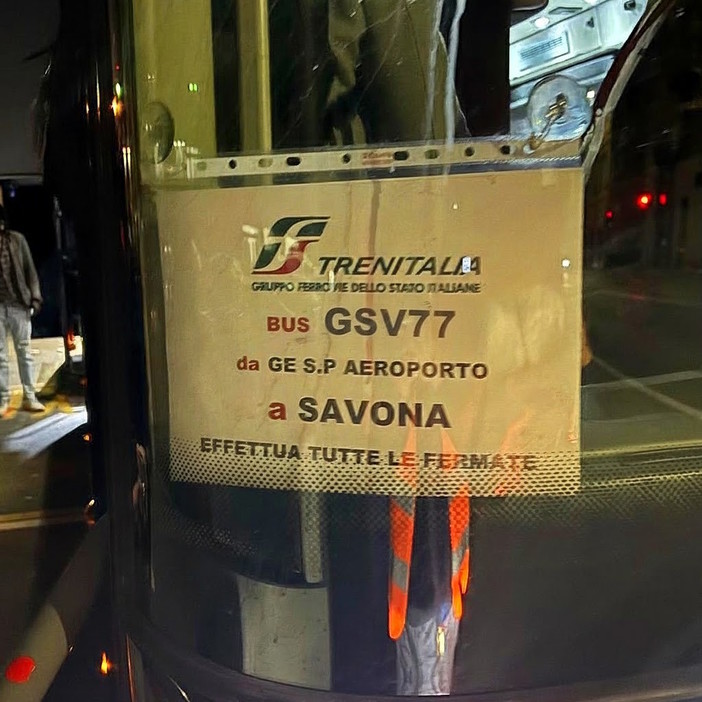 TRENITALIA
GRUPPO FERROVIE DELLO STATO ITALIANE
BUS GSV77
da GE S.P AEROPORTO
a SAVONA
EFFETTUA TUTTE LE FERMATE